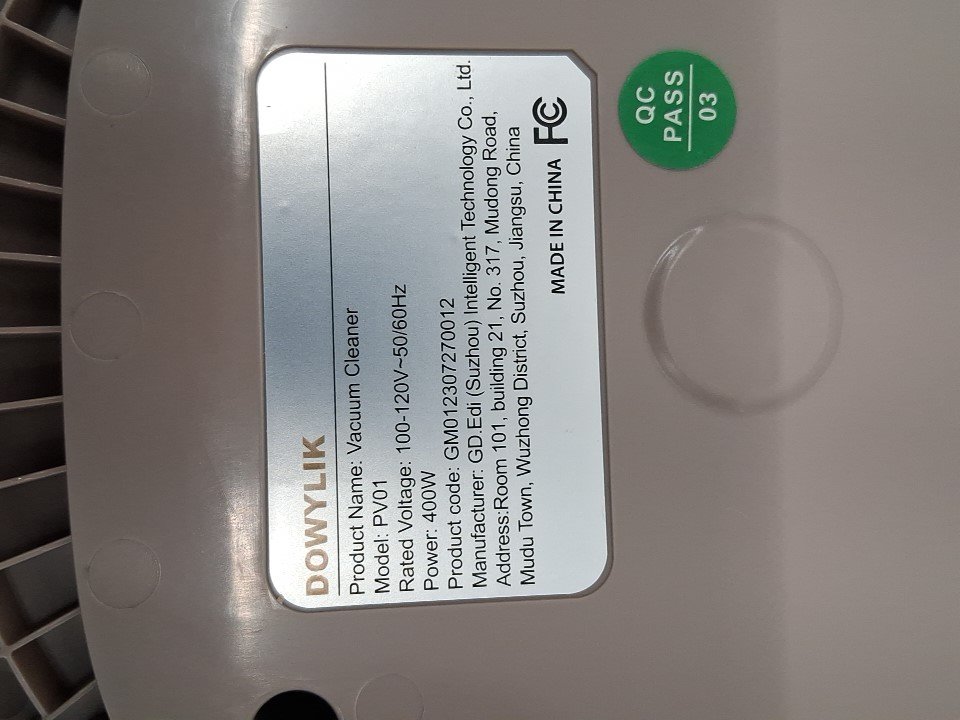 DOWYLIK
Product Name: Vacuum Cleaner
Model: PV01
Rated Voltage: 100-120V~50/60Hz
Power: 400W
Product code: GM012307270012
Manufacturer: GD.Edi (Suzhou) Intelligent Technology Co., Ltd.
Address:Room 101, building 21, No. 317, Mudong Road,
Mudu Town, Wuzhong District, Suzhou, Jiangsu, China
MADE IN CHINA FC
QC
PASS
03